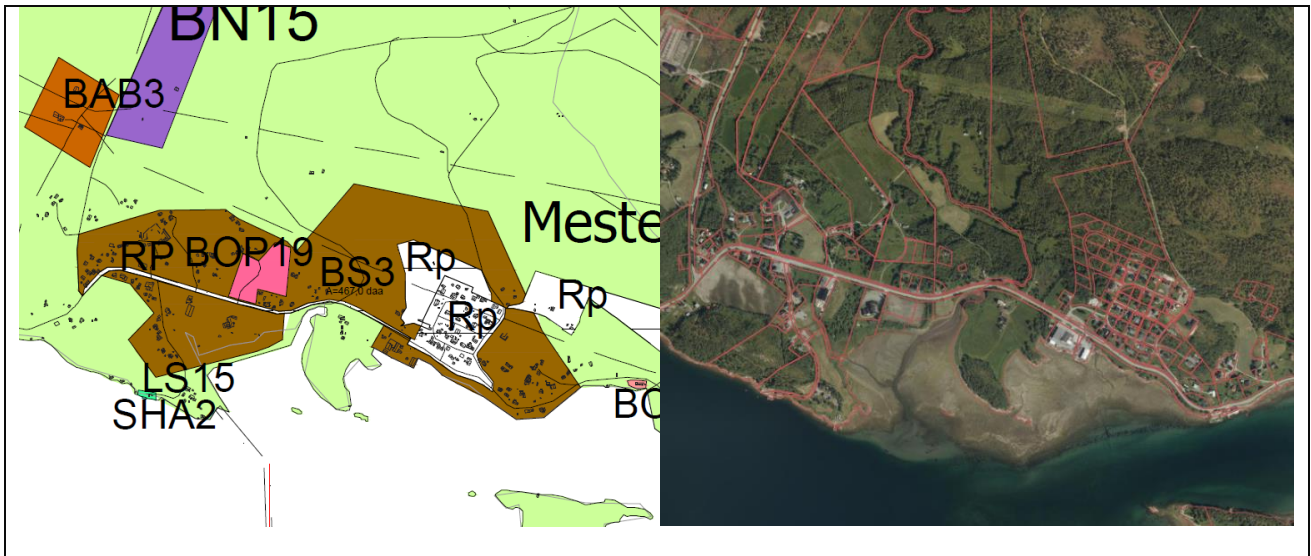 BN15
BAB3
Meste
RP BOP19
Rp
BS3
A=467,0 daa
Rp
Rp
LS15
SHA2
BO